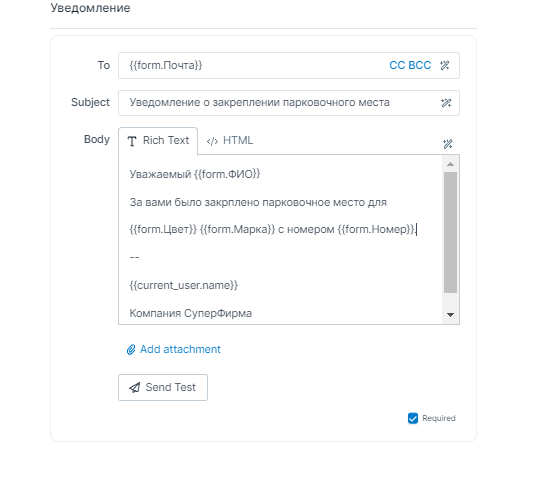 Уведомление
To {{form.Почта}} CC BCC
Subject Уведомление о закреплении парковочного места
Body Rich Text </> HTML
Уважаемый {{form.ФИО}}
За вами было закрплено парковочное место для
{{form.Цвет}} {{form.Марка}} с номером {{form.Номер}}.
--
{{current_user.name}}
Компания СуперФирма
Add attachment
Send Test
Required